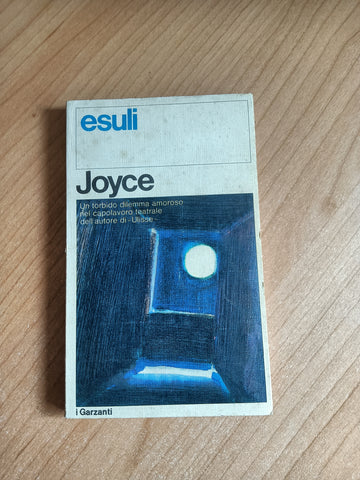 esuli
Joyce
Un torbido dilemma amoroso
nel capolavoro teatrale
dell'autore di «Ulisse»
i Garzanti